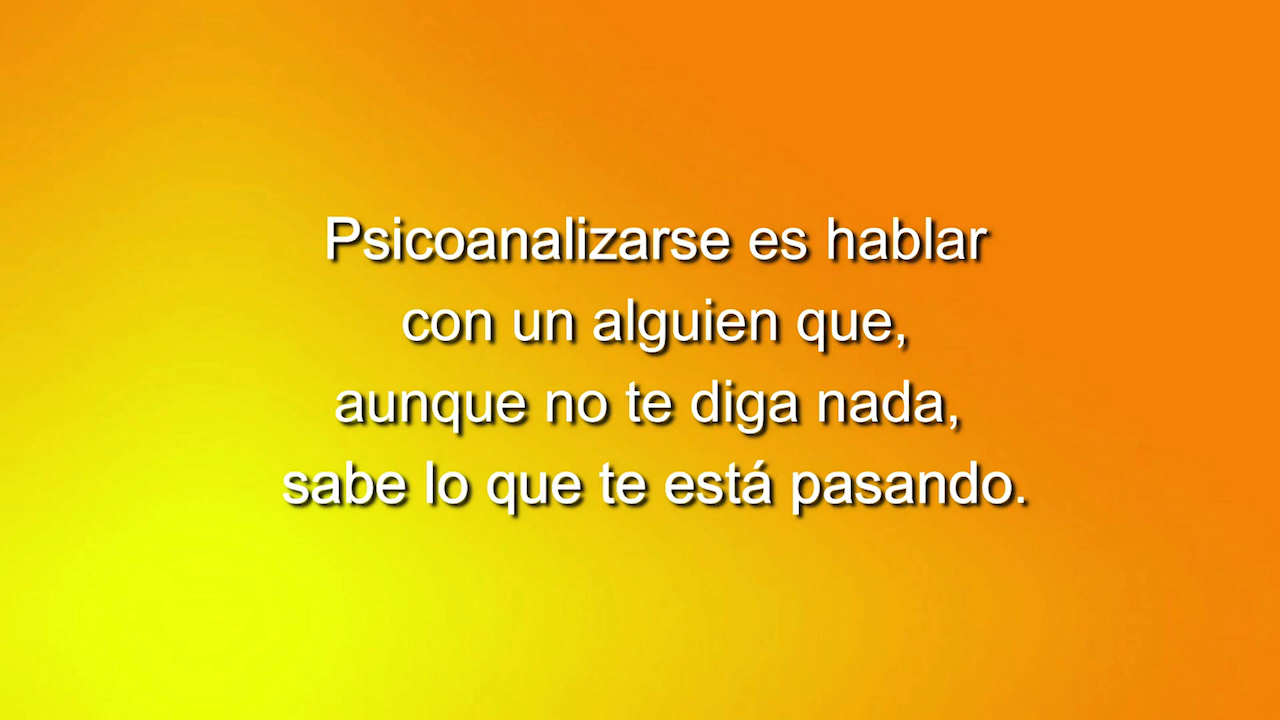 Psicoanalizarse es hablar
con un alguien que,
aunque no te diga nada,
sabe lo que te está pasando.